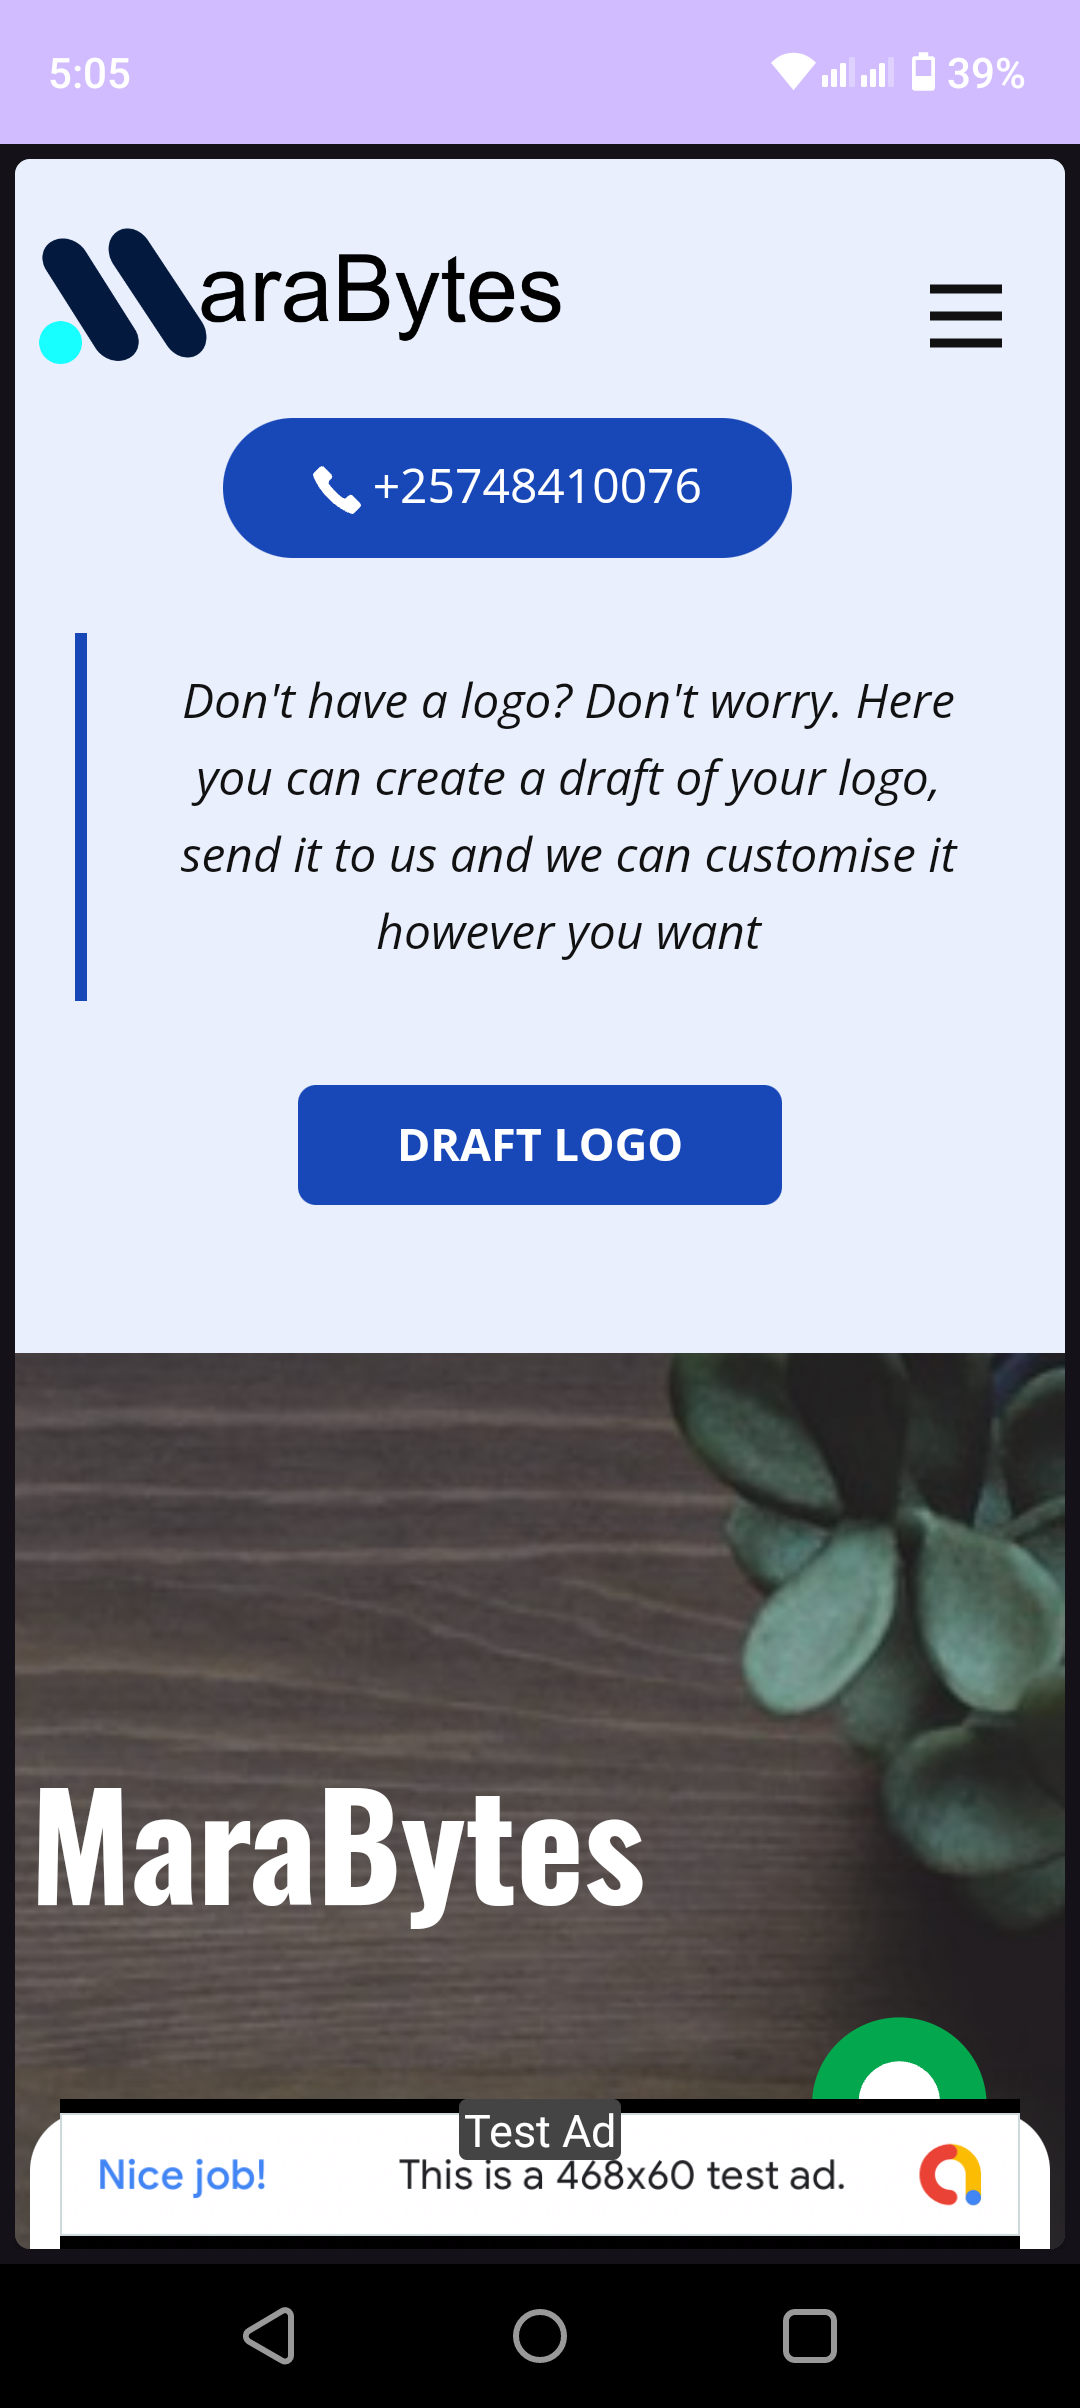 5:05
39%
MaraBytes
+25748410076
Don't have a logo? Don't worry. Here
you can create a draft of your logo,
send it to us and we can customise it
however you want
DRAFT LOGO
MaraBytes
Test Ad
Nice job!
This is a 468x60 test ad.